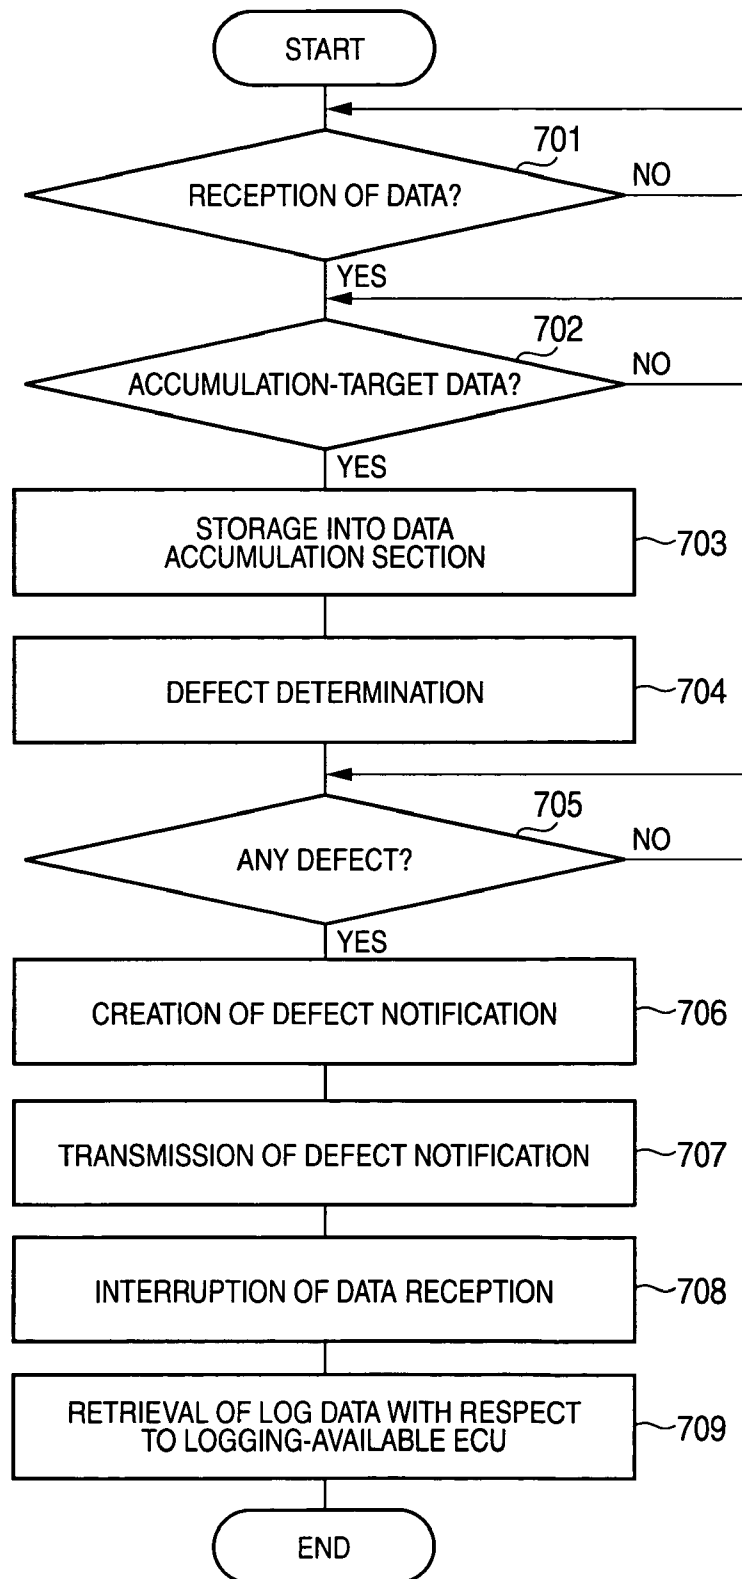 START
701
RECEPTION OF DATA?
NO
YES
702
ACCUMULATION-TARGET DATA?
NO
YES
STORAGE INTO DATA
ACCUMULATION SECTION
703
DEFECT DETERMINATION
704
705
ANY DEFECT?
NO
YES
CREATION OF DEFECT NOTIFICATION
706
TRANSMISSION OF DEFECT NOTIFICATION
707
INTERRUPTION OF DATA RECEPTION
708
RETRIEVAL OF LOG DATA WITH RESPECT
TO LOGGING-AVAILABLE ECU
709
END